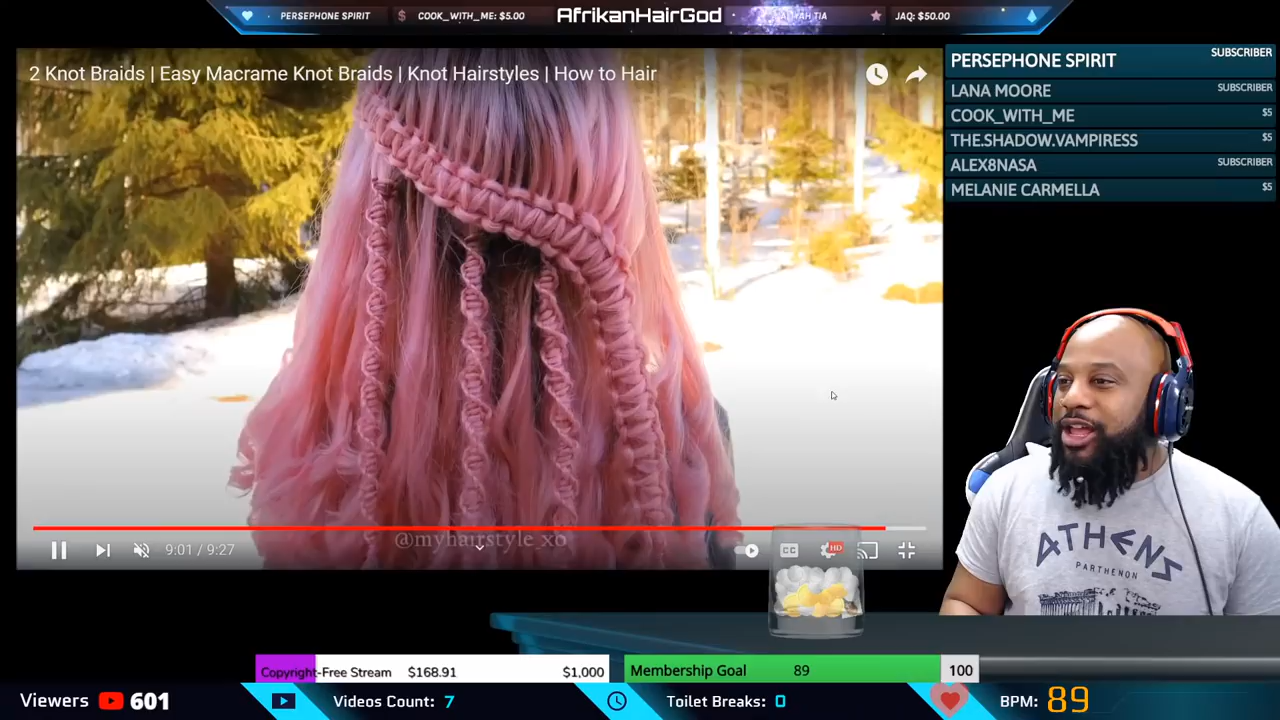 PERSEPHONE SPIRIT
COOK_WITH_ME: $5.00
AfrikanHairGod
JAQ: $50.00
2 Knot Braids | Easy Macrame Knot Braids | Knot Hairstyles | How to Hair
PERSEPHONE SPIRIT SUBSCRIBER
LANA MOORE SUBSCRIBER
COOK_WITH_ME $5
THE.SHADOW.VAMPIRESS $5
ALEX8NASA SUBSCRIBER
MELANIE CARMELLA $5
ATHENS
PARTHENON
@myhairstyle_xo
9:01 / 9:27
CC
HD
Copyright-Free Stream $168.91 $1,000
Membership Goal 89 100
Viewers 601
Videos Count: 7
Toilet Breaks: 0
BPM: 89